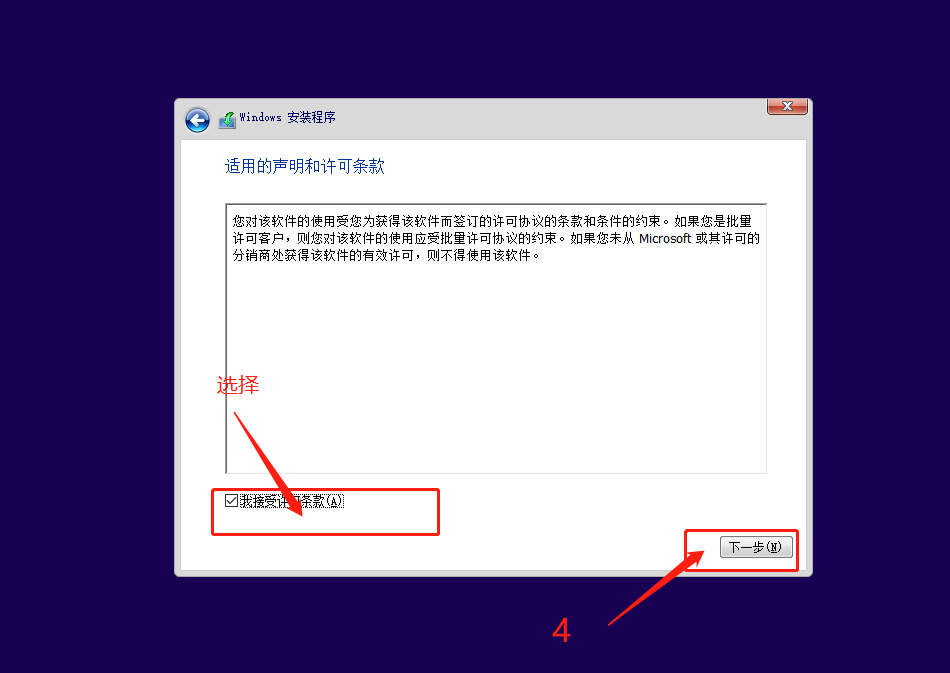 Windows 安装程序
适用的声明和许可条款
您对该软件的使用受您为获得该软件而签订的许可协议的条款和条件的约束。如果您是批量
许可客户，则您对该软件的使用应受批量许可协议的约束。如果您未从 Microsoft 或其许可的
分销商处获得该软件的有效许可，则不得使用该软件。
选择
我接受许可条款(A)
下一步(N)
4